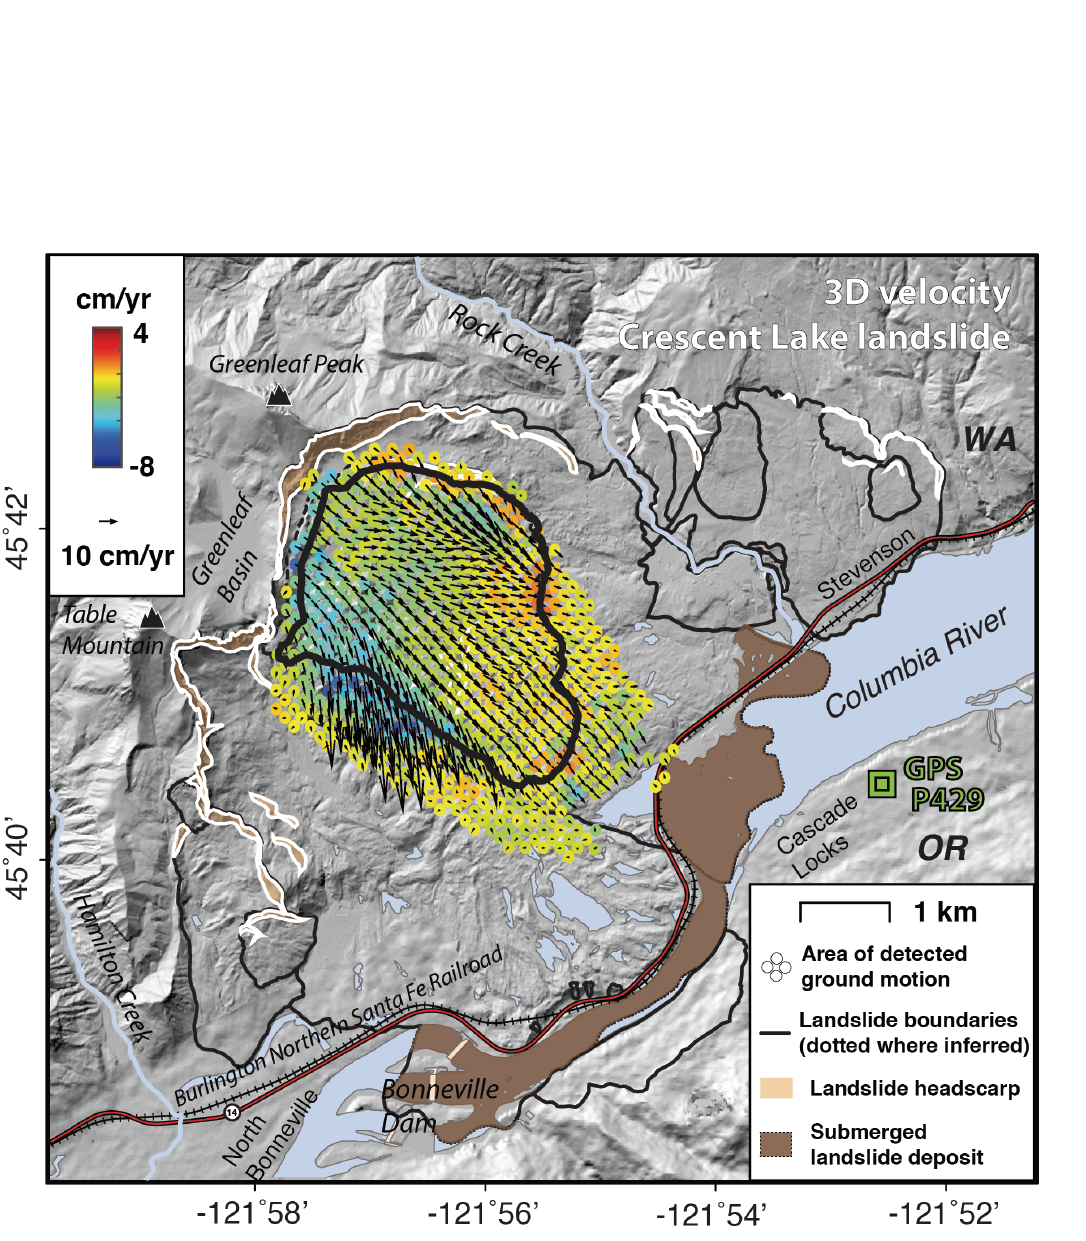 cm/yr
4
-8
10 cm/yr
3D velocity
Crescent Lake landslide
Rock Creek
Greenleaf Peak
WA
45˚42’
Greenleaf
Basin
Stevenson
Table
Mountain
Columbia River
GPS
P429
Cascade
Locks
OR
45˚40’
1 km
Area of detected
ground motion
Landslide boundaries
(dotted where inferred)
Landslide headscarp
Submerged
landslide deposit
Hamilton Creek
Burlington Northern Santa Fe Railroad
14
North
Bonneville
Bonneville
Dam
-121˚58’
-121˚56’
-121˚54’
-121˚52’